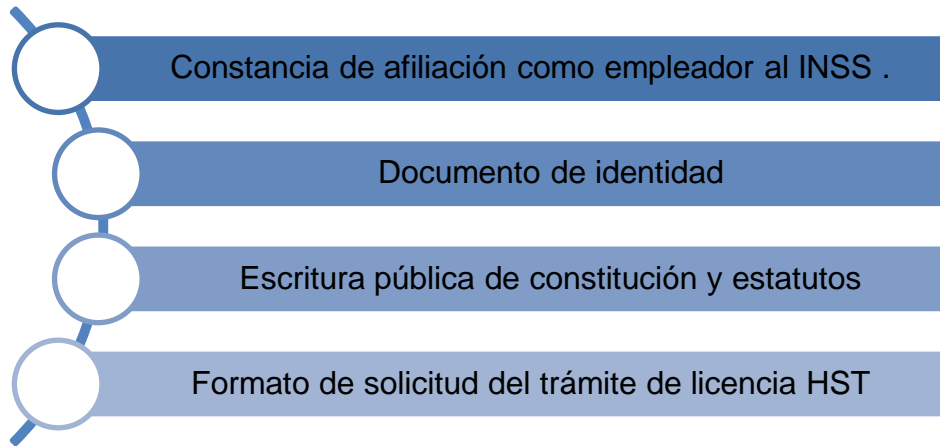 Constancia de afiliación como empleador al INSS .
Documento de identidad
Escritura pública de constitución y estatutos
Formato de solicitud del trámite de licencia HST